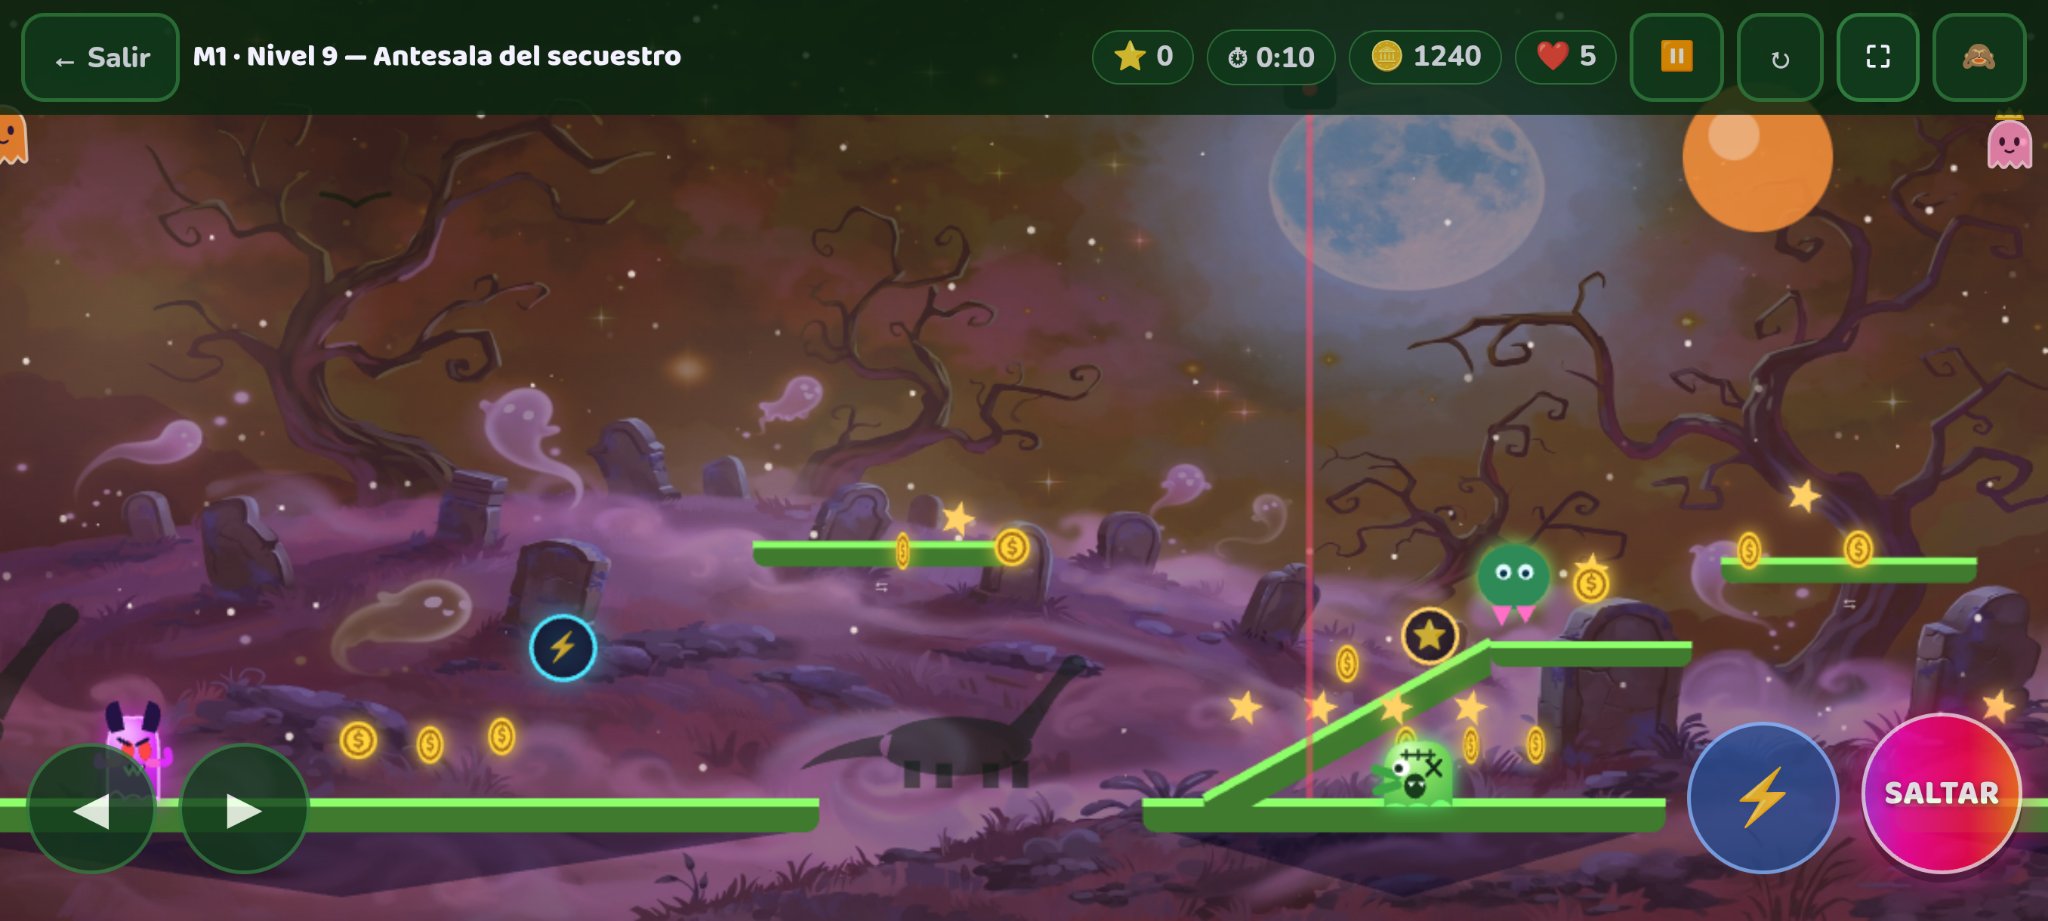 ← Salir
M1 · Nivel 9 — Antesala del secuestro
0
0:10
1240
5
SALTAR